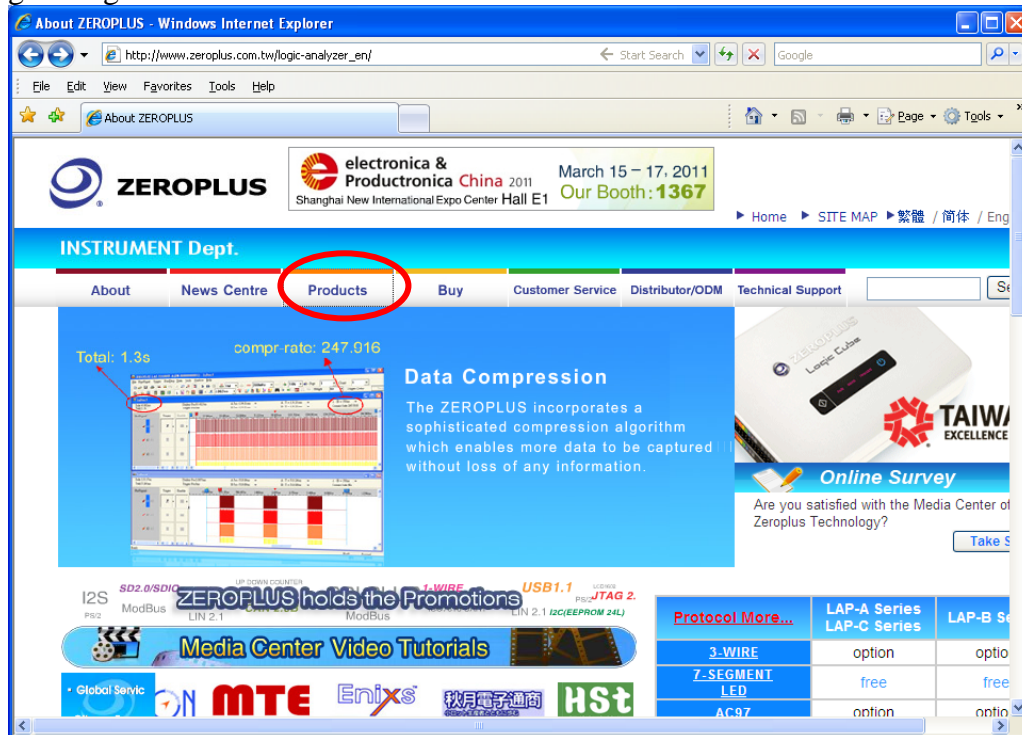 About ZEROPLUS - Windows Internet Explorer
http://www.zeroplus.com.tw/logic-analyzer_en/
Start Search
Google
File Edit View Favorites Tools Help
About ZEROPLUS
Page Tools
ZEROPLUS
electronica &
Productronica China 2011
Shanghai New International Expo Center Hall E1
March 15 – 17, 2011
Our Booth : 1367
Home SITE MAP 繁體 / 简体 / Eng
INSTRUMENT Dept.
About News Centre Products Buy Customer Service Distributor/ODM Technical Support
Total: 1.3s
compr-rate: 247.916
Data Compression
The ZEROPLUS incorporates a
sophisticated compression algorithm
which enables more data to be captured
without loss of any information.
ZEROPLUS
Logic Cube
TAIWA
EXCELLENCE
Online Survey
Are you satisfied with the Media Center of
Zeroplus Technology?
Take S
I2S
PS/2
SD2.0/SDIO
ModBus
UP DOWN COUNTER
LIN 2.1
ModBus
1-WIRE
USB1.1
PS/2
JTAG 2.
LIN 2.1 I2C(EEPROM 24L)
ZEROPLUS holds the Promotions
Media Center Video Tutorials
Global Servic
ON
MTE
Enixs
秋月電子通商
HSt
Protocol More... LAP-A Series LAP-B Se
LAP-C Series
3-WIRE option optio
7-SEGMENT
LED free free
AC97 option optio